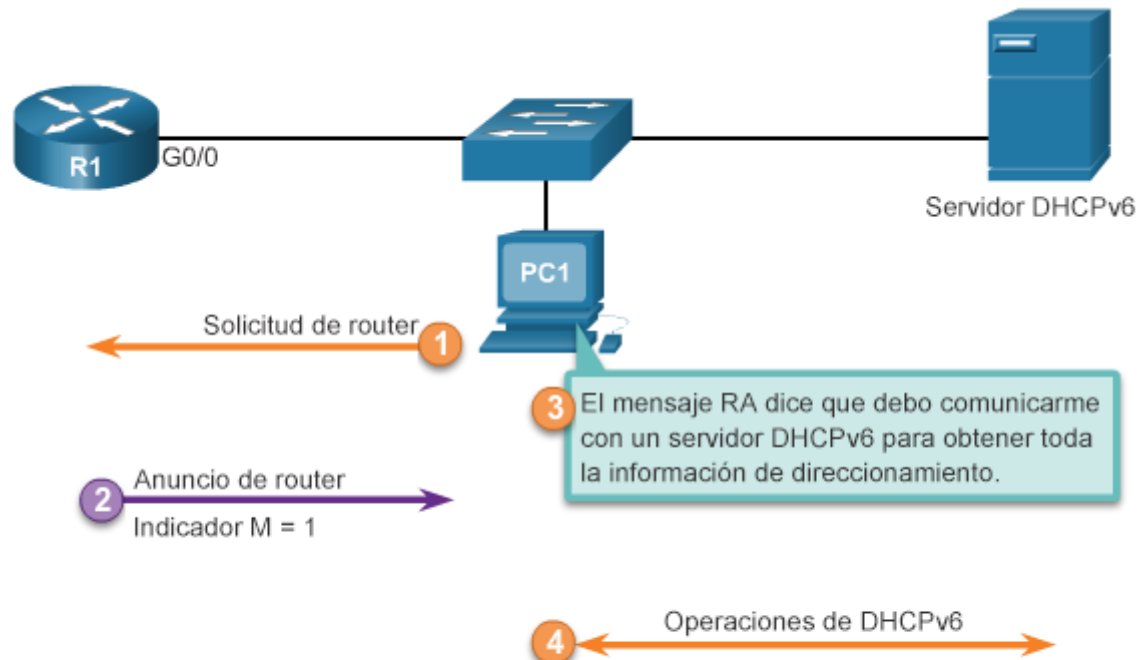 R1
G0/0
Servidor DHCPv6
PC1
Solicitud de router
1
3
El mensaje RA dice que debo comunicarme
con un servidor DHCPv6 para obtener toda
la información de direccionamiento.
2
Anuncio de router
Indicador M = 1
4
Operaciones de DHCPv6